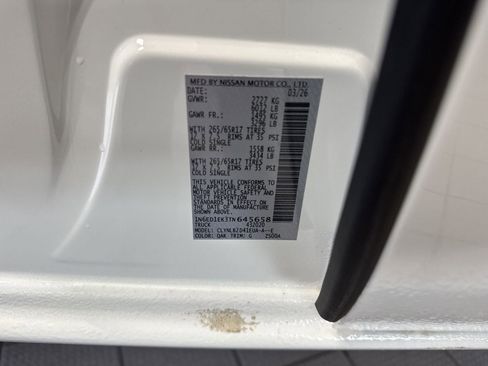 MFD BY NISSAN MOTOR CO., LTD.
DATE: 03/26
GVWR: 2727 KG
6012 LB
GAWR FR.: 1495 KG
3296 LB
WITH 265/65R17 TIRES
17 X 7.5 RIMS AT 35 PSI
COLD SINGLE
GAWR RR.: 1558 KG
3434 LB
WITH 265/65R17 TIRES
17 X 7.5 RIMS AT 35 PSI
COLD SINGLE
THIS VEHICLE CONFORMS TO
ALL APPLICABLE FEDERAL
MOTOR VEHICLE SAFETY AND
THEFT PREVENTION
STANDARDS IN EFFECT ON
THE DATE OF MANUFACTURE
SHOWN ABOVE.
1N6ED1EK3TN645658
TRUCK 432020
COLOR: QAK TRIM: G